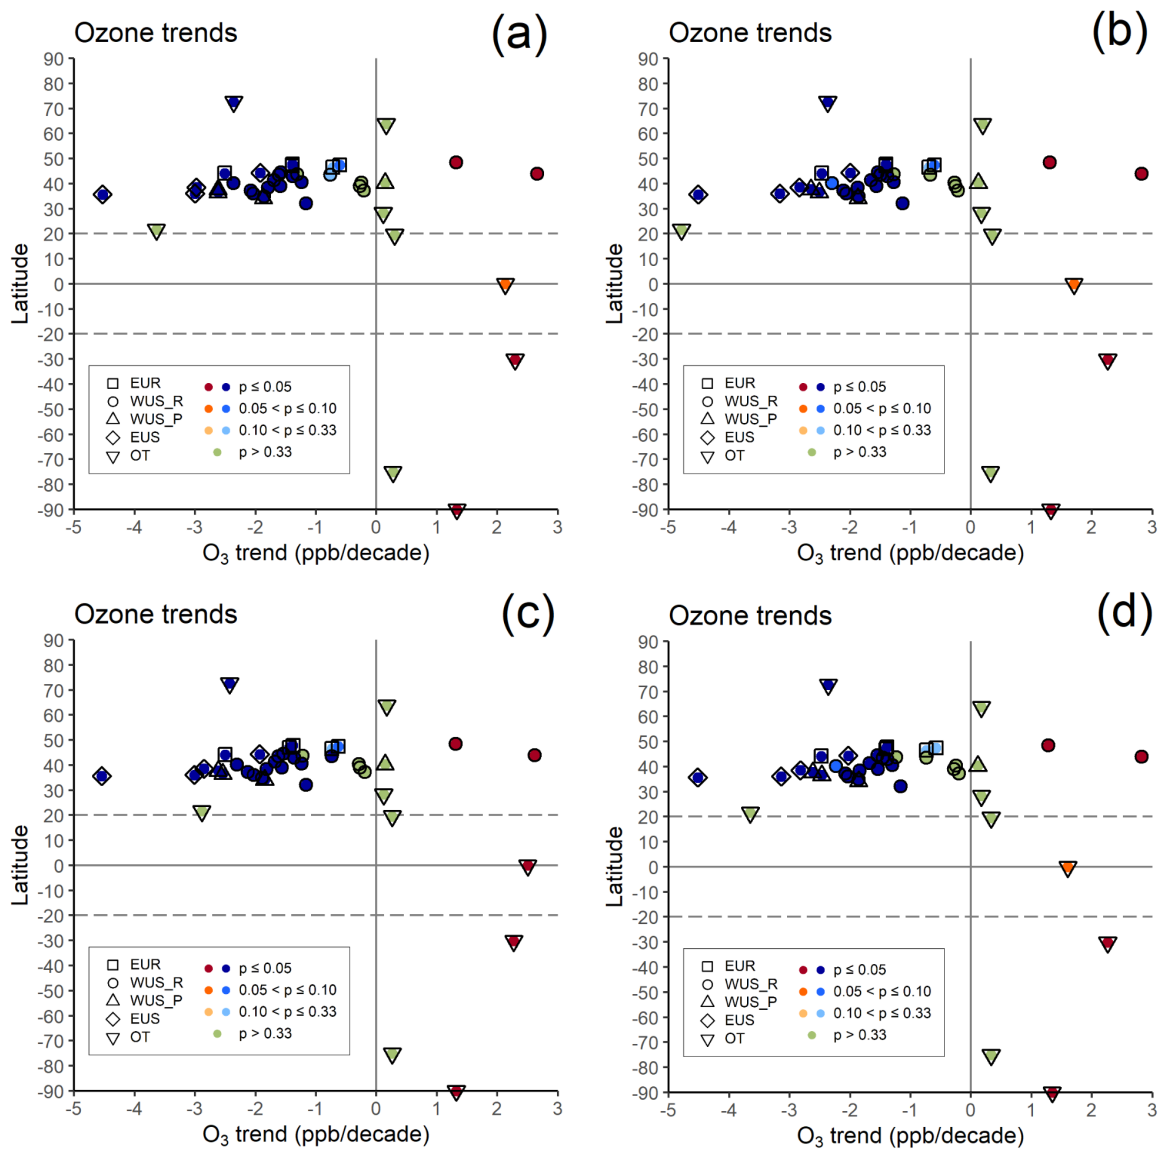 Ozone trends
(a)
90
80
70
60
50
40
30
20
10
0
-10
-20
-30
-40
-50
-60
-70
-80
-90
Latitude
EUR
WUS_R
WUS_P
EUS
OT
p ≤ 0.05
0.05 < p ≤ 0.10
0.10 < p ≤ 0.33
p > 0.33
-5 -4 -3 -2 -1 0 1 2 3
O3 trend (ppb/decade)
Ozone trends
(b)
90
80
70
60
50
40
30
20
10
0
-10
-20
-30
-40
-50
-60
-70
-80
-90
Latitude
EUR
WUS_R
WUS_P
EUS
OT
p ≤ 0.05
0.05 < p ≤ 0.10
0.10 < p ≤ 0.33
p > 0.33
-5 -4 -3 -2 -1 0 1 2 3
O3 trend (ppb/decade)
Ozone trends
(c)
90
80
70
60
50
40
30
20
10
0
-10
-20
-30
-40
-50
-60
-70
-80
-90
Latitude
EUR
WUS_R
WUS_P
EUS
OT
p ≤ 0.05
0.05 < p ≤ 0.10
0.10 < p ≤ 0.33
p > 0.33
-5 -4 -3 -2 -1 0 1 2 3
O3 trend (ppb/decade)
Ozone trends
(d)
90
80
70
60
50
40
30
20
10
0
-10
-20
-30
-40
-50
-60
-70
-80
-90
Latitude
EUR
WUS_R
WUS_P
EUS
OT
p ≤ 0.05
0.05 < p ≤ 0.10
0.10 < p ≤ 0.33
p > 0.33
-5 -4 -3 -2 -1 0 1 2 3
O3 trend (ppb/decade)